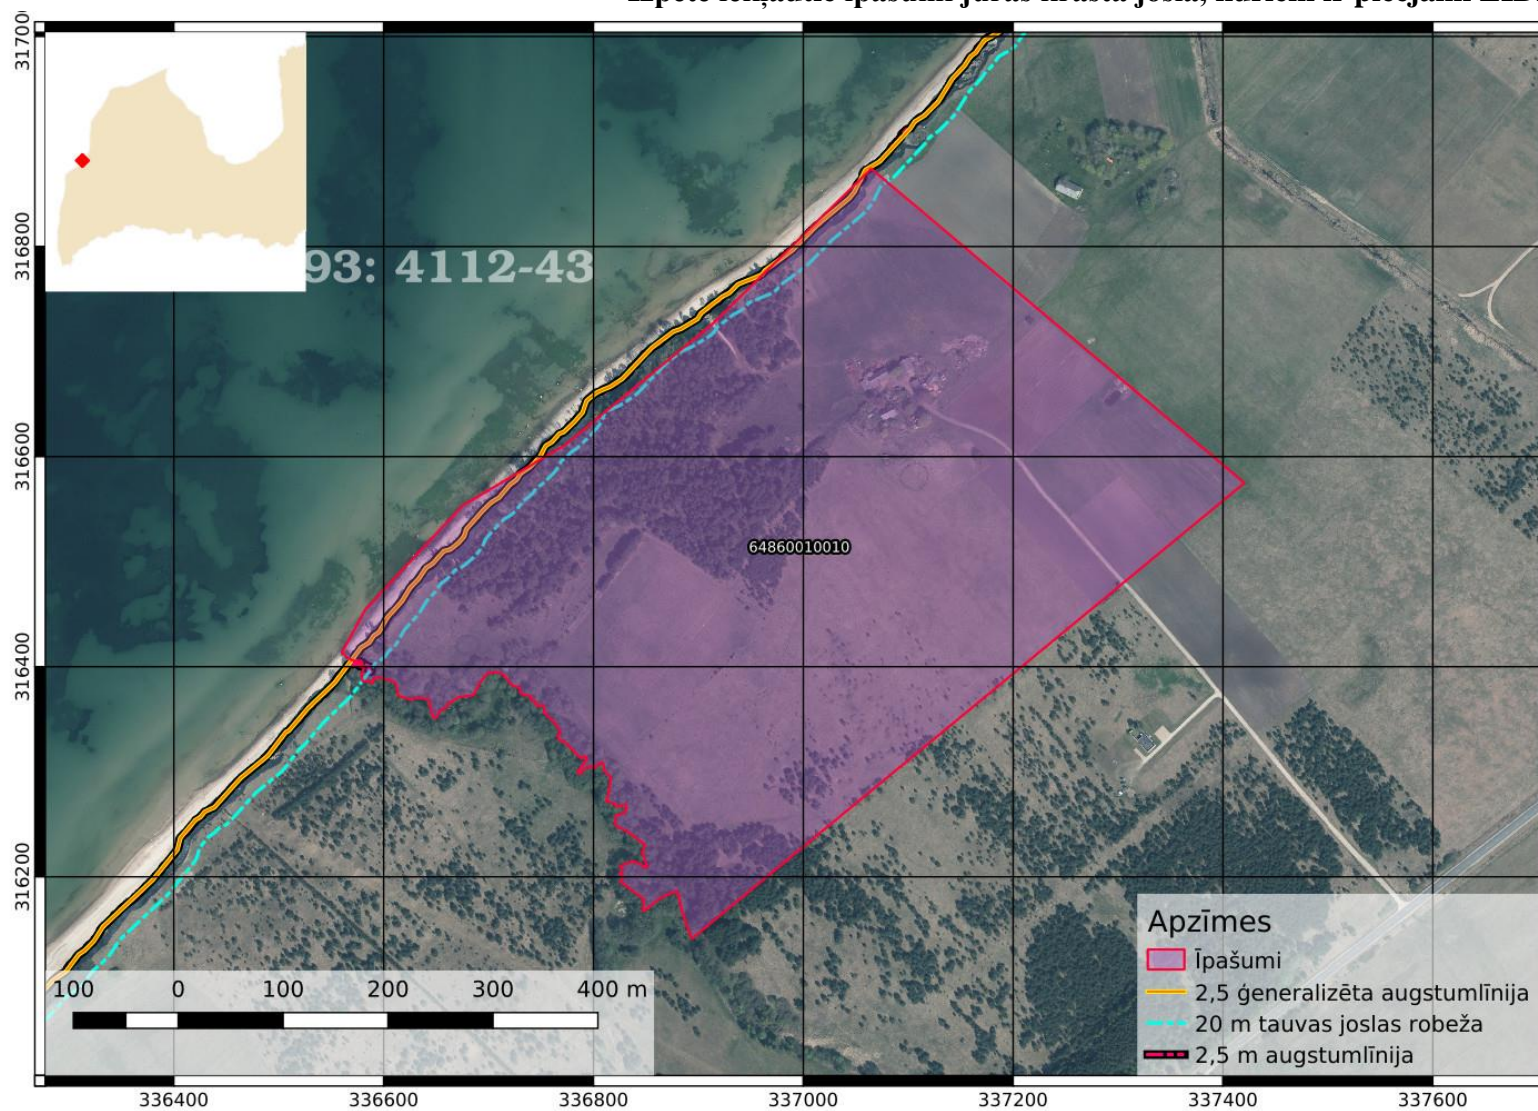 93: 4112-43
64860010010
317000
316800
316600
316400
316200
336400 336600 336800 337000 337200 337400 337600
100 0 100 200 300 400 m
Apzīmes
Īpašumi
2,5 ģeneralizēta augstumlīnija
20 m tauvas joslas robeža
2,5 m augstumlīnija